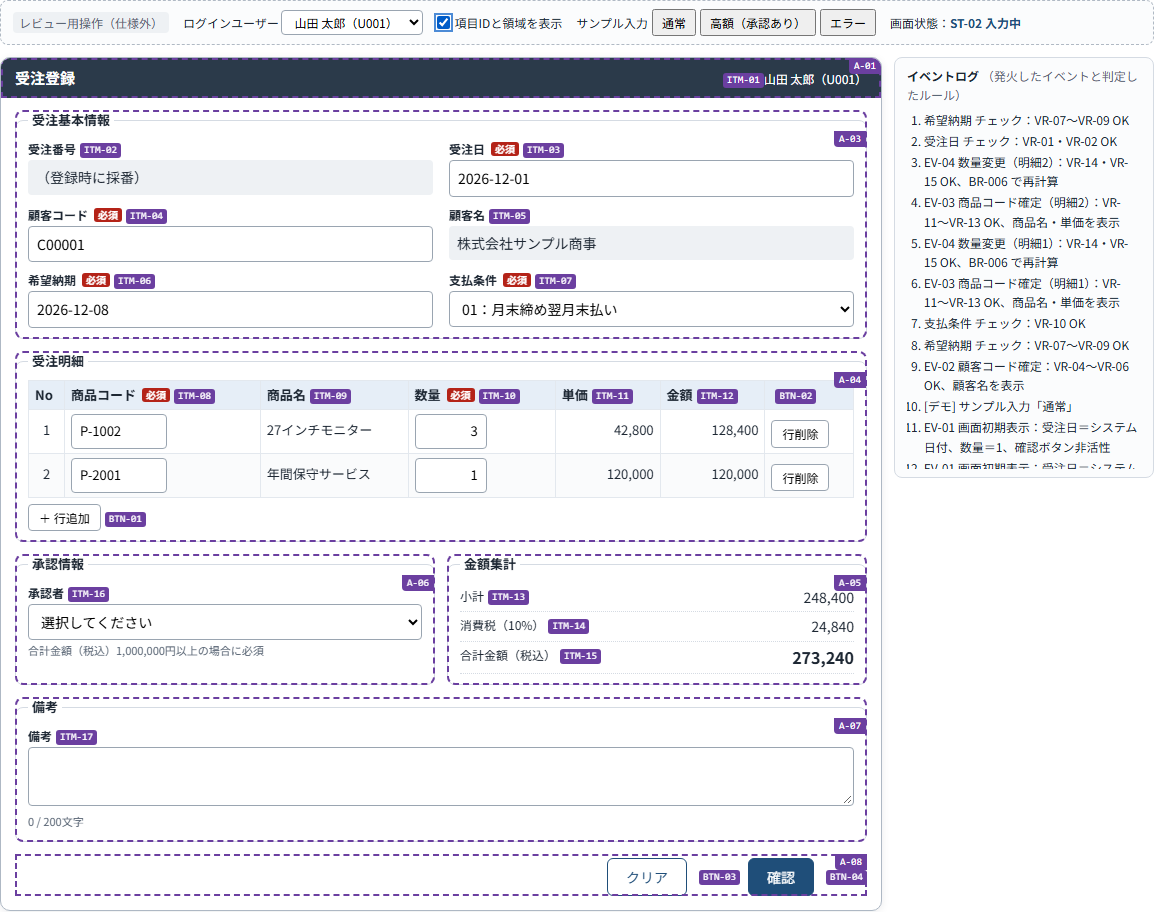 レビュー用操作（仕様外） ログインユーザー 山田 太郎（U001） 項目IDと領域を表示 サンプル入力 通常 高額（承認あり） エラー 画面状態：ST-02 入力中
A-01
受注登録 ITM-01 山田 太郎（U001）
受注基本情報
A-03
受注番号 ITM-02 受注日 必須 ITM-03
（登録時に採番） 2026-12-01
顧客コード 必須 ITM-04 顧客名 ITM-05
C00001 株式会社サンプル商事
希望納期 必須 ITM-06 支払条件 必須 ITM-07
2026-12-08 01：月末締め翌月末払い
受注明細
A-04
No 商品コード 必須 ITM-08 商品名 ITM-09 数量 必須 ITM-10 単価 ITM-11 金額 ITM-12 BTN-02
1 P-1002 27インチモニター 3 42,800 128,400 行削除
2 P-2001 年間保守サービス 1 120,000 120,000 行削除
＋ 行追加 BTN-01
承認情報
A-06
承認者 ITM-16
選択してください
合計金額（税込）1,000,000円以上の場合に必須
金額集計
A-05
小計 ITM-13 248,400
消費税（10%） ITM-14 24,840
合計金額（税込） ITM-15 273,240
備考
A-07
備考 ITM-17
0 / 200文字
A-08
クリア BTN-03 確認 BTN-04
イベントログ （発火したイベントと判定し
たルール）
1. 希望納期 チェック：VR-07〜VR-09 OK
2. 受注日 チェック：VR-01・VR-02 OK
3. EV-04 数量変更（明細2）：VR-14・VR-
15 OK、BR-006 で再計算
4. EV-03 商品コード確定（明細2）：VR-
11〜VR-13 OK、商品名・単価を表示
5. EV-04 数量変更（明細1）：VR-14・VR-
15 OK、BR-006 で再計算
6. EV-03 商品コード確定（明細1）：VR-
11〜VR-13 OK、商品名・単価を表示
7. 支払条件 チェック：VR-10 OK
8. 希望納期 チェック：VR-07〜VR-09 OK
9. EV-02 顧客コード確定：VR-04〜VR-06
OK、顧客名を表示
10. [デモ] サンプル入力「通常」
11. EV-01 画面初期表示：受注日＝システム
日付、数量＝1、確認ボタン非活性
12. EV-01 画面初期表示：受注日＝システム